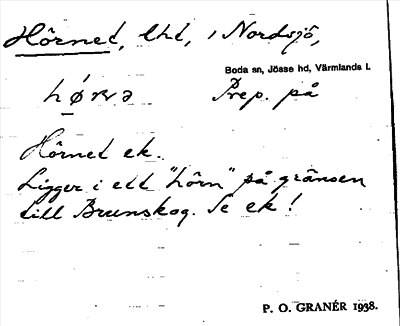 Hörnet, Lht, i Nordsjö,
Boda sn, Jösse hd, Värmlands l.
Prep. på
Hörnet ek.
Ligger i ett "hörn" på gränsen
till Brunskog. Se ek!
P. O. GRANÉR 1938.